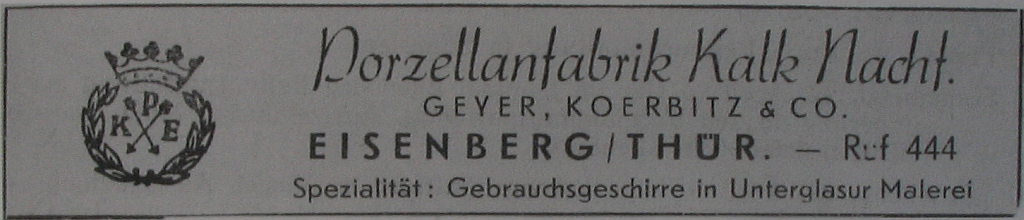 P
K E
Porzellanfabrik Kalk Nachf.
GEYER, KOERBITZ & CO.
EISENBERG/THÜR. — Ruf 444
Spezialität: Gebrauchsgeschirre in Unterglasur Malerei